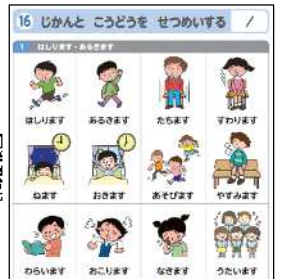 16 じかんと こうどうを せつめいする /
1 はしります・あるきます
はしります あるきます たちます すわります
ねます おきます あそびます やすみます
わらいます おこります なきます うたいます